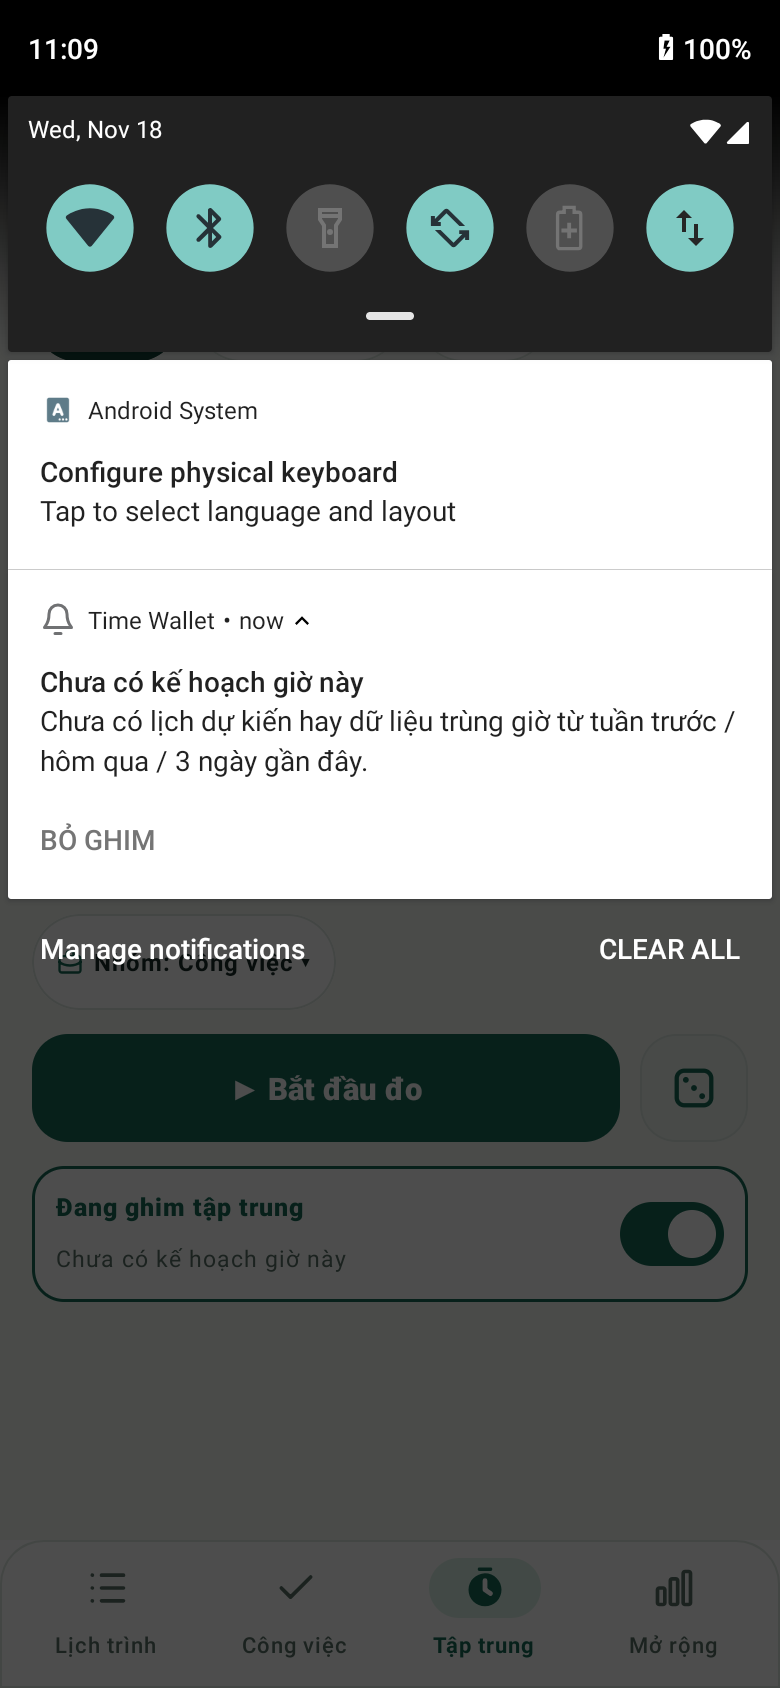 11:09
100%
Wed, Nov 18
Android System
Configure physical keyboard
Tap to select language and layout
Time Wallet • now
Chưa có kế hoạch giờ này
Chưa có lịch dự kiến hay dữ liệu trùng giờ từ tuần trước /
hôm qua / 3 ngày gần đây.
BỎ GHIM
Manage notifications
CLEAR ALL
Nhóm: Công việc
Bắt đầu đo
Đang ghim tập trung
Chưa có kế hoạch giờ này
Lịch trình
Công việc
Tập trung
Mở rộng